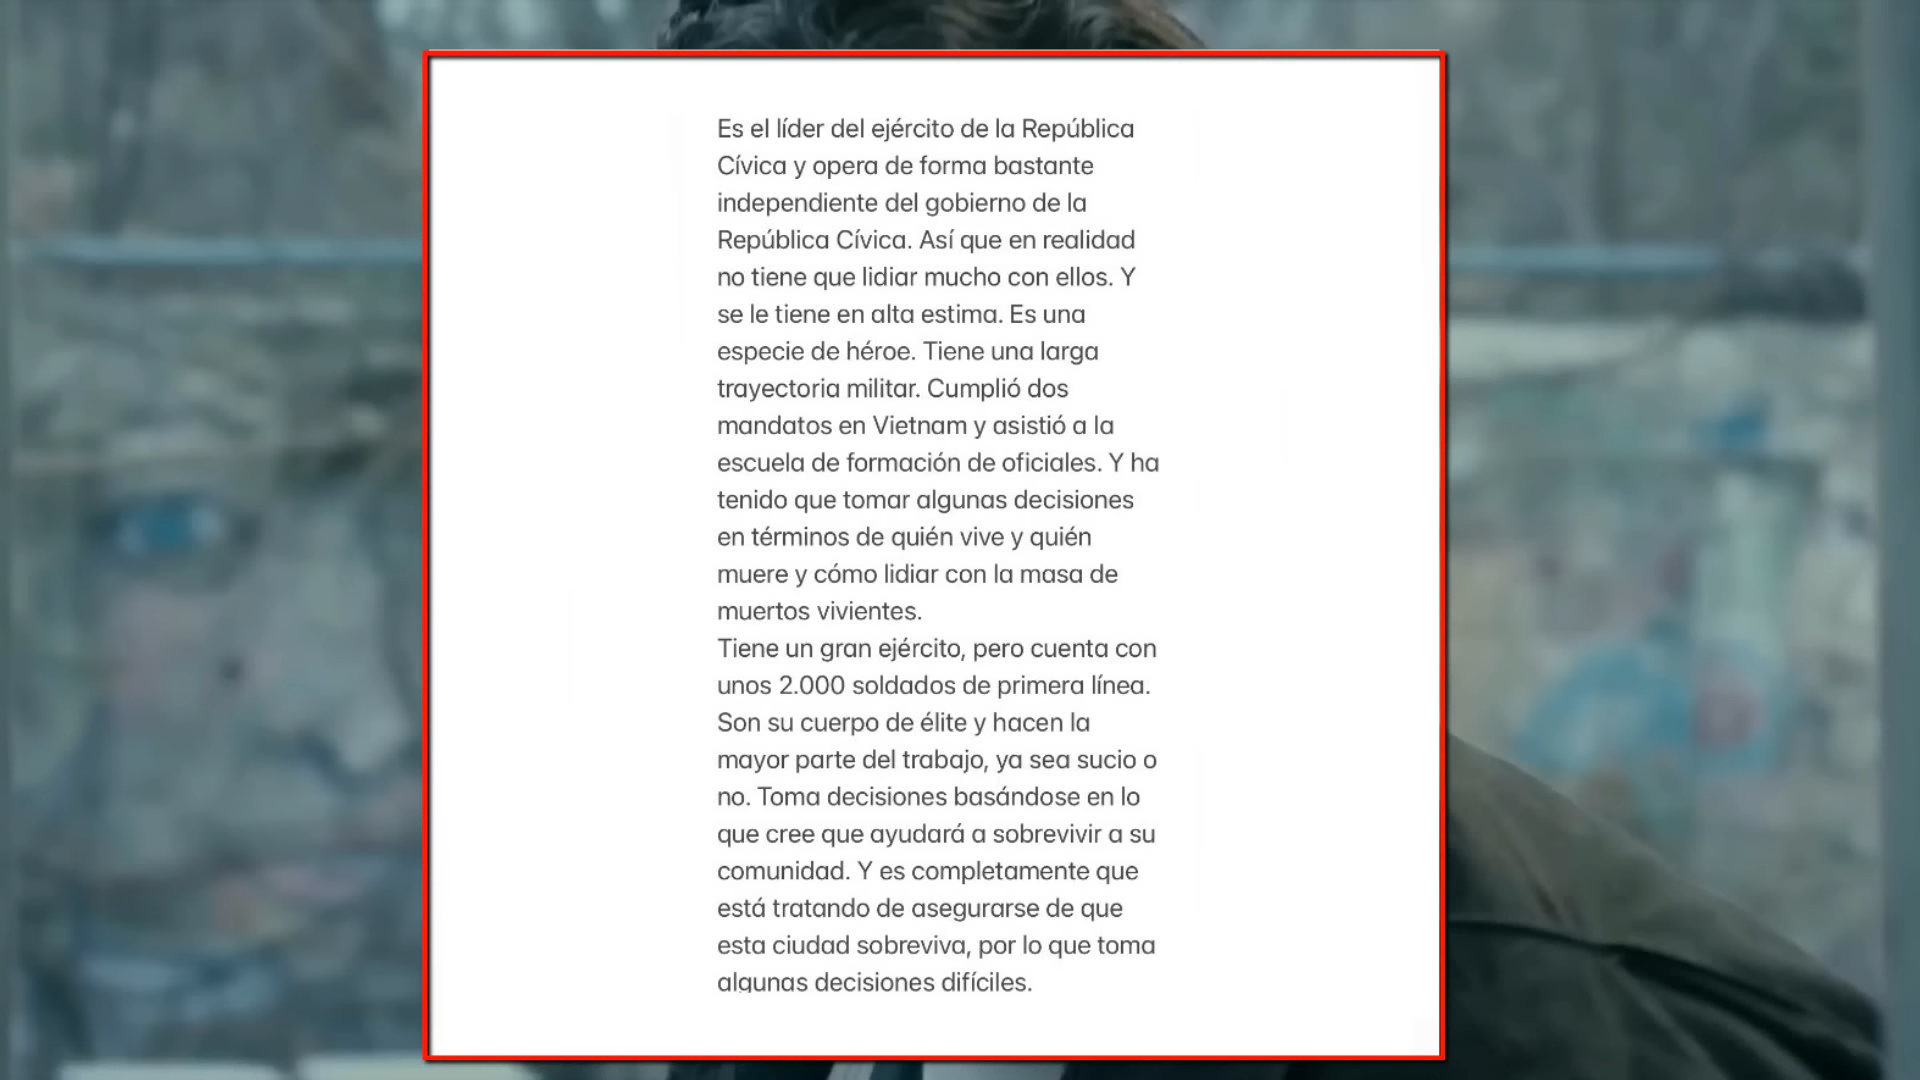 Es el líder del ejército de la República
Cívica y opera de forma bastante
independiente del gobierno de la
República Cívica. Así que en realidad
no tiene que lidiar mucho con ellos. Y
se le tiene en alta estima. Es una
especie de héroe. Tiene una larga
trayectoria militar. Cumplió dos
mandatos en Vietnam y asistió a la
escuela de formación de oficiales. Y ha
tenido que tomar algunas decisiones
en términos de quién vive y quién
muere y cómo lidiar con la masa de
muertos vivientes.
Tiene un gran ejército, pero cuenta con
unos 2.000 soldados de primera línea.
Son su cuerpo de élite y hacen la
mayor parte del trabajo, ya sea sucio o
no. Toma decisiones basándose en lo
que cree que ayudará a sobrevivir a su
comunidad. Y es completamente que
está tratando de asegurarse de que
esta ciudad sobreviva, por lo que toma
algunas decisiones difíciles.